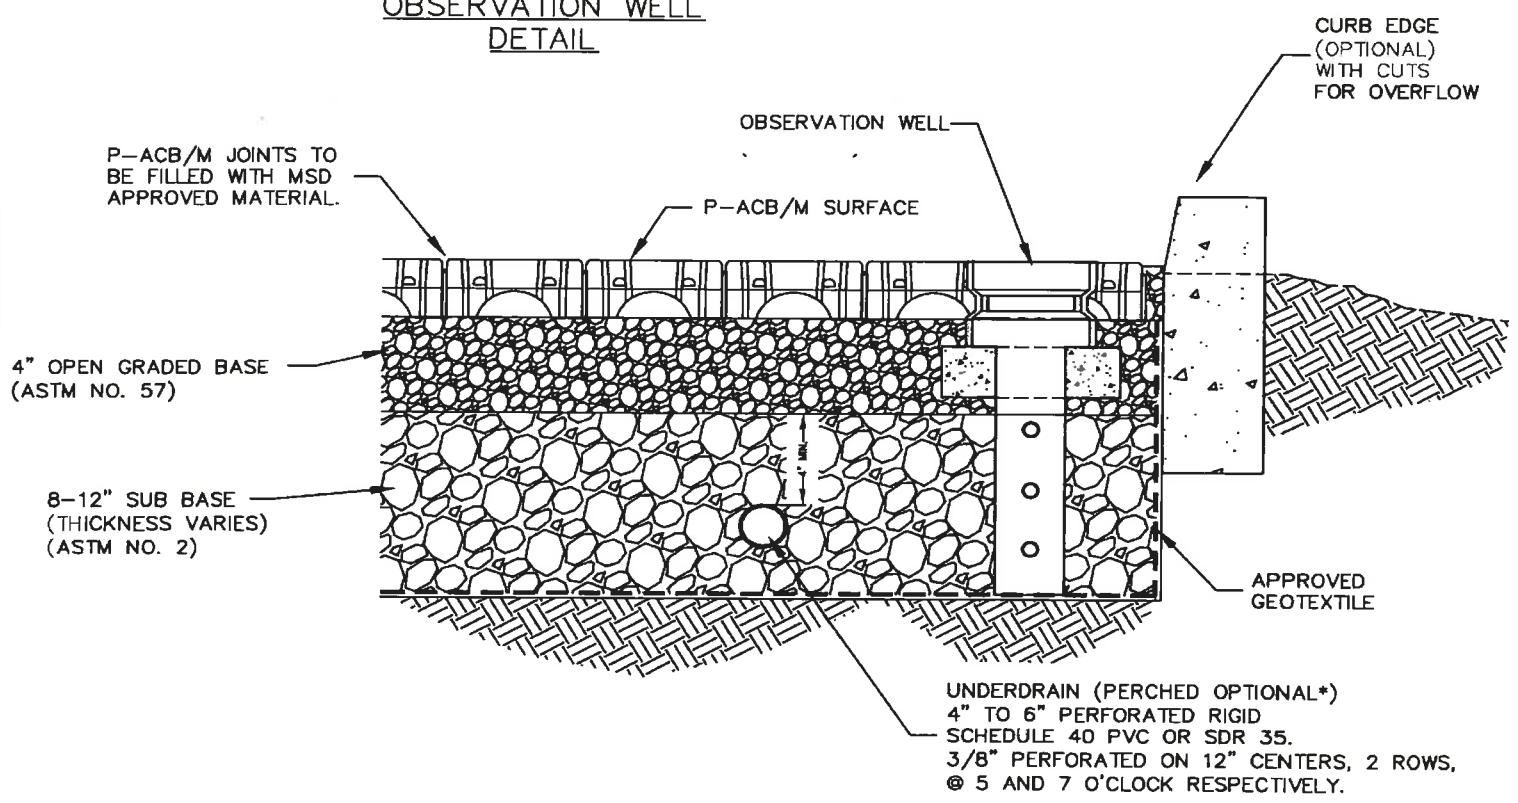 OBSERVATION WELL
DETAIL
CURB EDGE
(OPTIONAL)
WITH CUTS
FOR OVERFLOW
OBSERVATION WELL
P-ACB/M JOINTS TO
BE FILLED WITH MSD
APPROVED MATERIAL.
P-ACB/M SURFACE
4" OPEN GRADED BASE
(ASTM NO. 57)
4" MIN.
8-12" SUB BASE
(THICKNESS VARIES)
(ASTM NO. 2)
APPROVED
GEOTEXTILE
UNDERDRAIN (PERCHED OPTIONAL*)
4" TO 6" PERFORATED RIGID
SCHEDULE 40 PVC OR SDR 35.
3/8" PERFORATED ON 12" CENTERS, 2 ROWS,
@ 5 AND 7 O'CLOCK RESPECTIVELY.